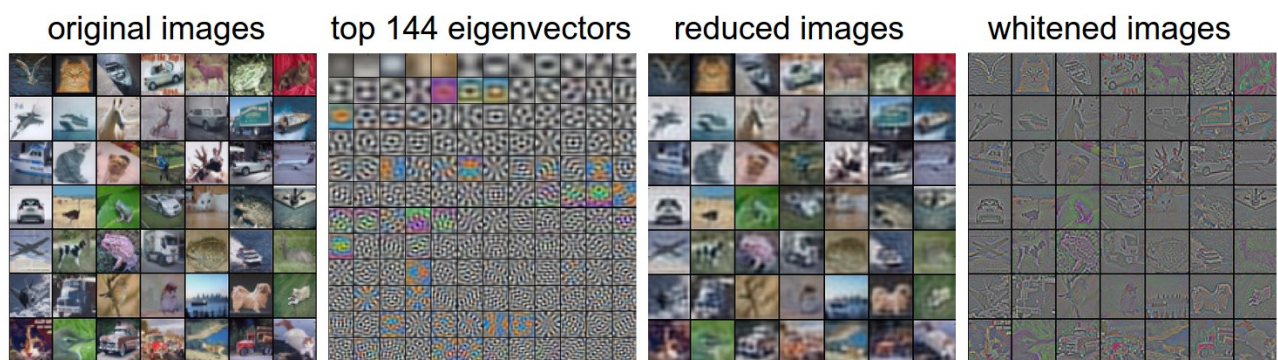 original images
top 144 eigenvectors
reduced images
whitened images